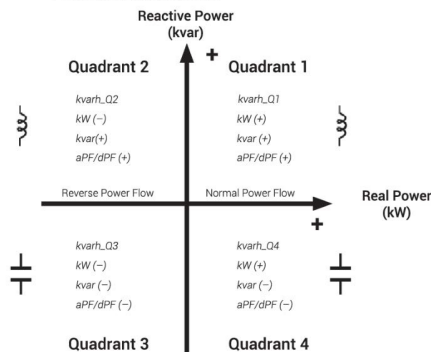 Reactive Power
(kvar)
+
Quadrant 2
Quadrant 1
kvarh_Q2
kW (−)
kvar(+)
aPF/dPF (+)
kvarh_Q1
kW (+)
kvar (+)
aPF/dPF (+)
Reverse Power Flow
Normal Power Flow
Real Power
(kW)
+
kvarh_Q3
kW (−)
kvar (−)
aPF/dPF (−)
kvarh_Q4
kW (+)
kvar (−)
aPF/dPF (−)
Quadrant 3
Quadrant 4